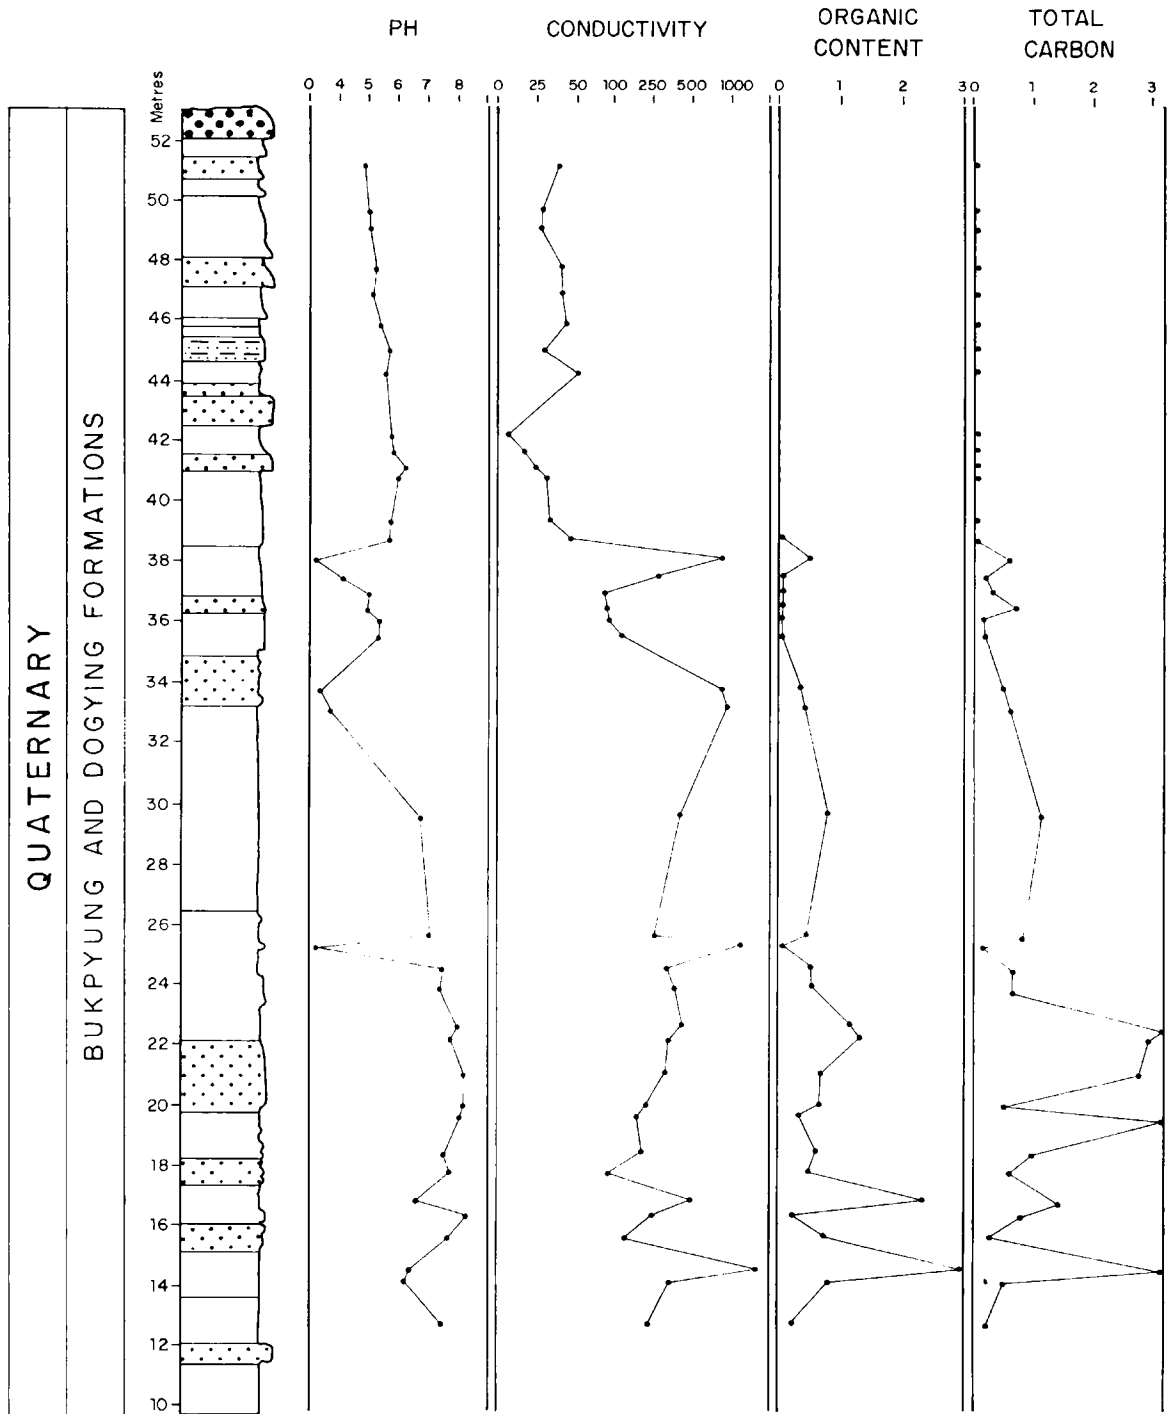 PH
CONDUCTIVITY
ORGANIC
CONTENT
TOTAL
CARBON
Metres
0 4 5 6 7 8
0 25 50 100 250 500 1000
0 1 2 3
0 1 2 3
52
50
48
46
44
42
40
38
36
34
32
30
28
26
24
22
20
18
16
14
12
10
QUATERNARY
BUKPYUNG AND DOGYING FORMATIONS